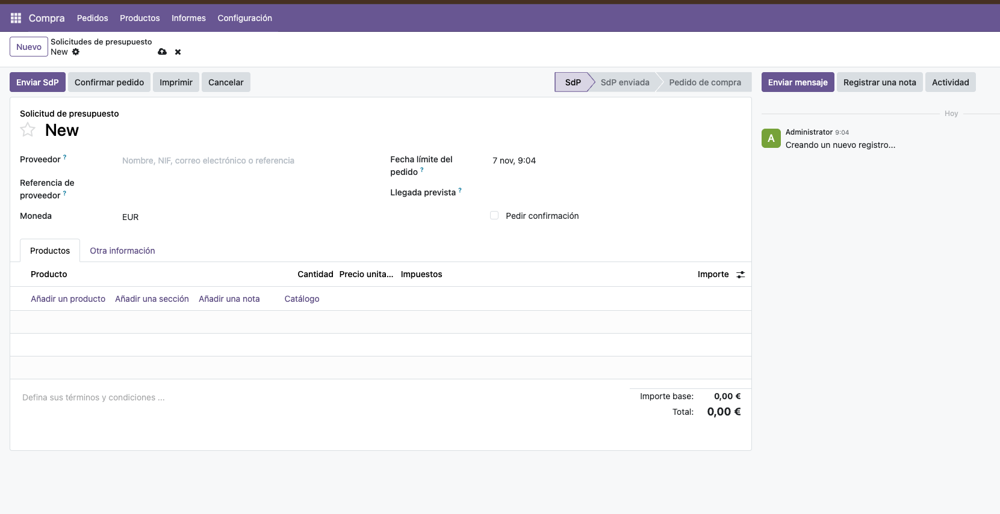 Compra Pedidos Productos Informes Configuración
Nuevo Solicitudes de presupuesto
New
Enviar SdP Confirmar pedido Imprimir Cancelar SdP SdP enviada Pedido de compra Enviar mensaje Registrar una nota Actividad
Hoy
Solicitud de presupuesto
New
Administrator 9:04
A
Creando un nuevo registro...
Proveedor ? Nombre, NIF, correo electrónico o referencia
Fecha límite del
pedido ? 7 nov, 9:04
Referencia de
proveedor ?
Llegada prevista ?
Moneda EUR
Pedir confirmación
Productos Otra información
Producto Cantidad Precio unita... Impuestos Importe
Añadir un producto Añadir una sección Añadir una nota Catálogo
Defina sus términos y condiciones ...
Importe base: 0,00 €
Total: 0,00 €